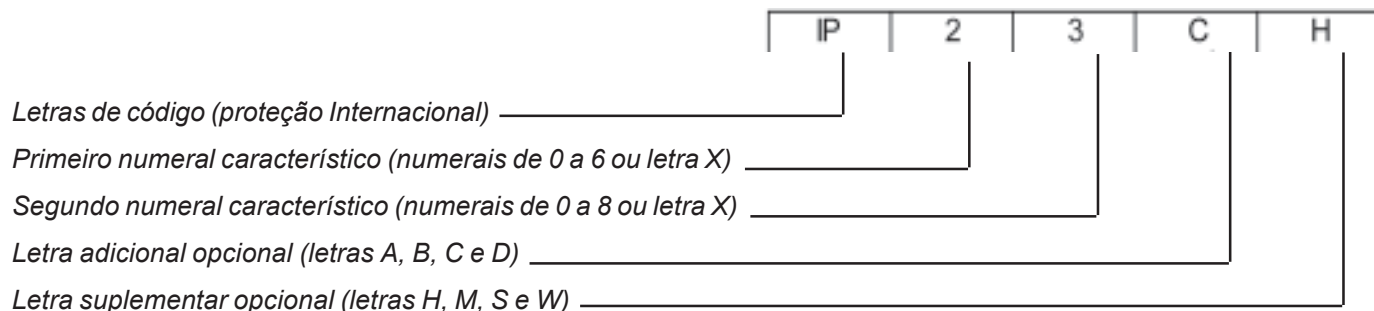 IP 2 3 C H
Letras de código (proteção Internacional)
Primeiro numeral característico (numerais de 0 a 6 ou letra X)
Segundo numeral característico (numerais de 0 a 8 ou letra X)
Letra adicional opcional (letras A, B, C e D)
Letra suplementar opcional (letras H, M, S e W)